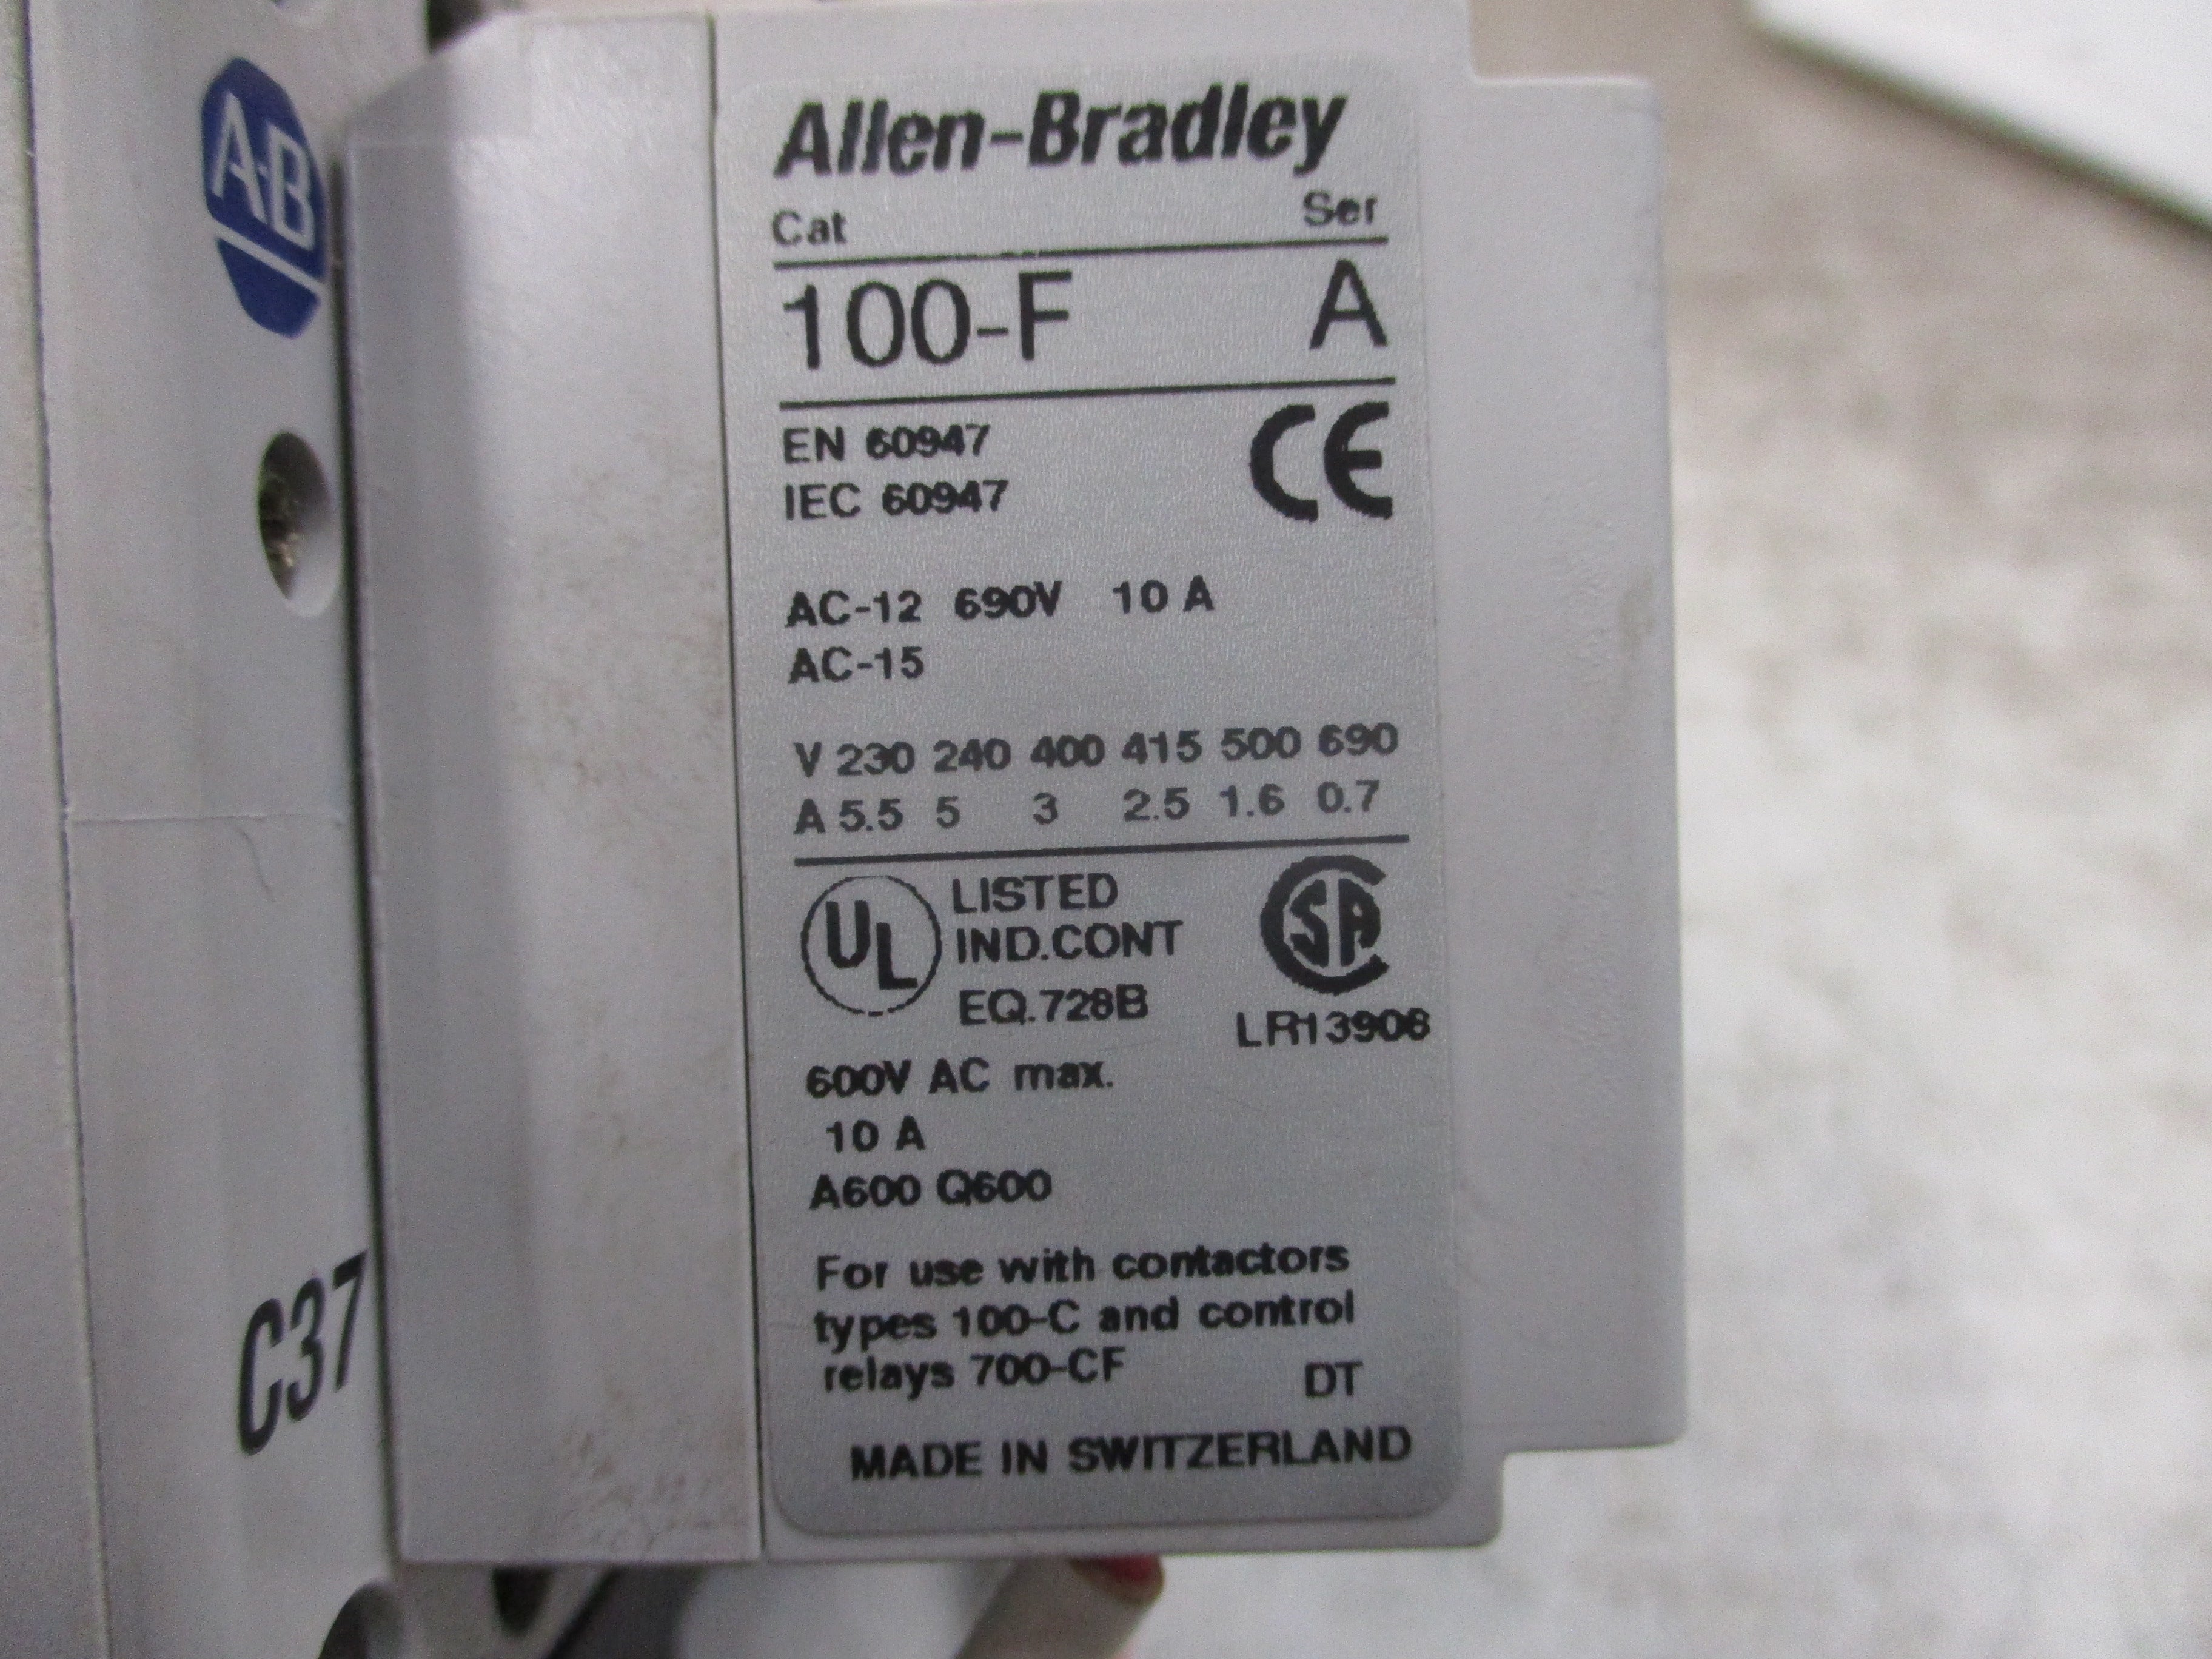 A-B
Allen-Bradley
Cat Ser
100-F A
EN 60947
IEC 60947
CE
AC-12 690V 10 A
AC-15
V 230 240 400 415 500 690
A 5.5 5 3 2.5 1.6 0.7
UL LISTED
IND.CONT
EQ.728B
CSA
LR13908
600V AC max.
10 A
A600 Q600
For use with contactors
types 100-C and control
relays 700-CF DT
MADE IN SWITZERLAND
C37